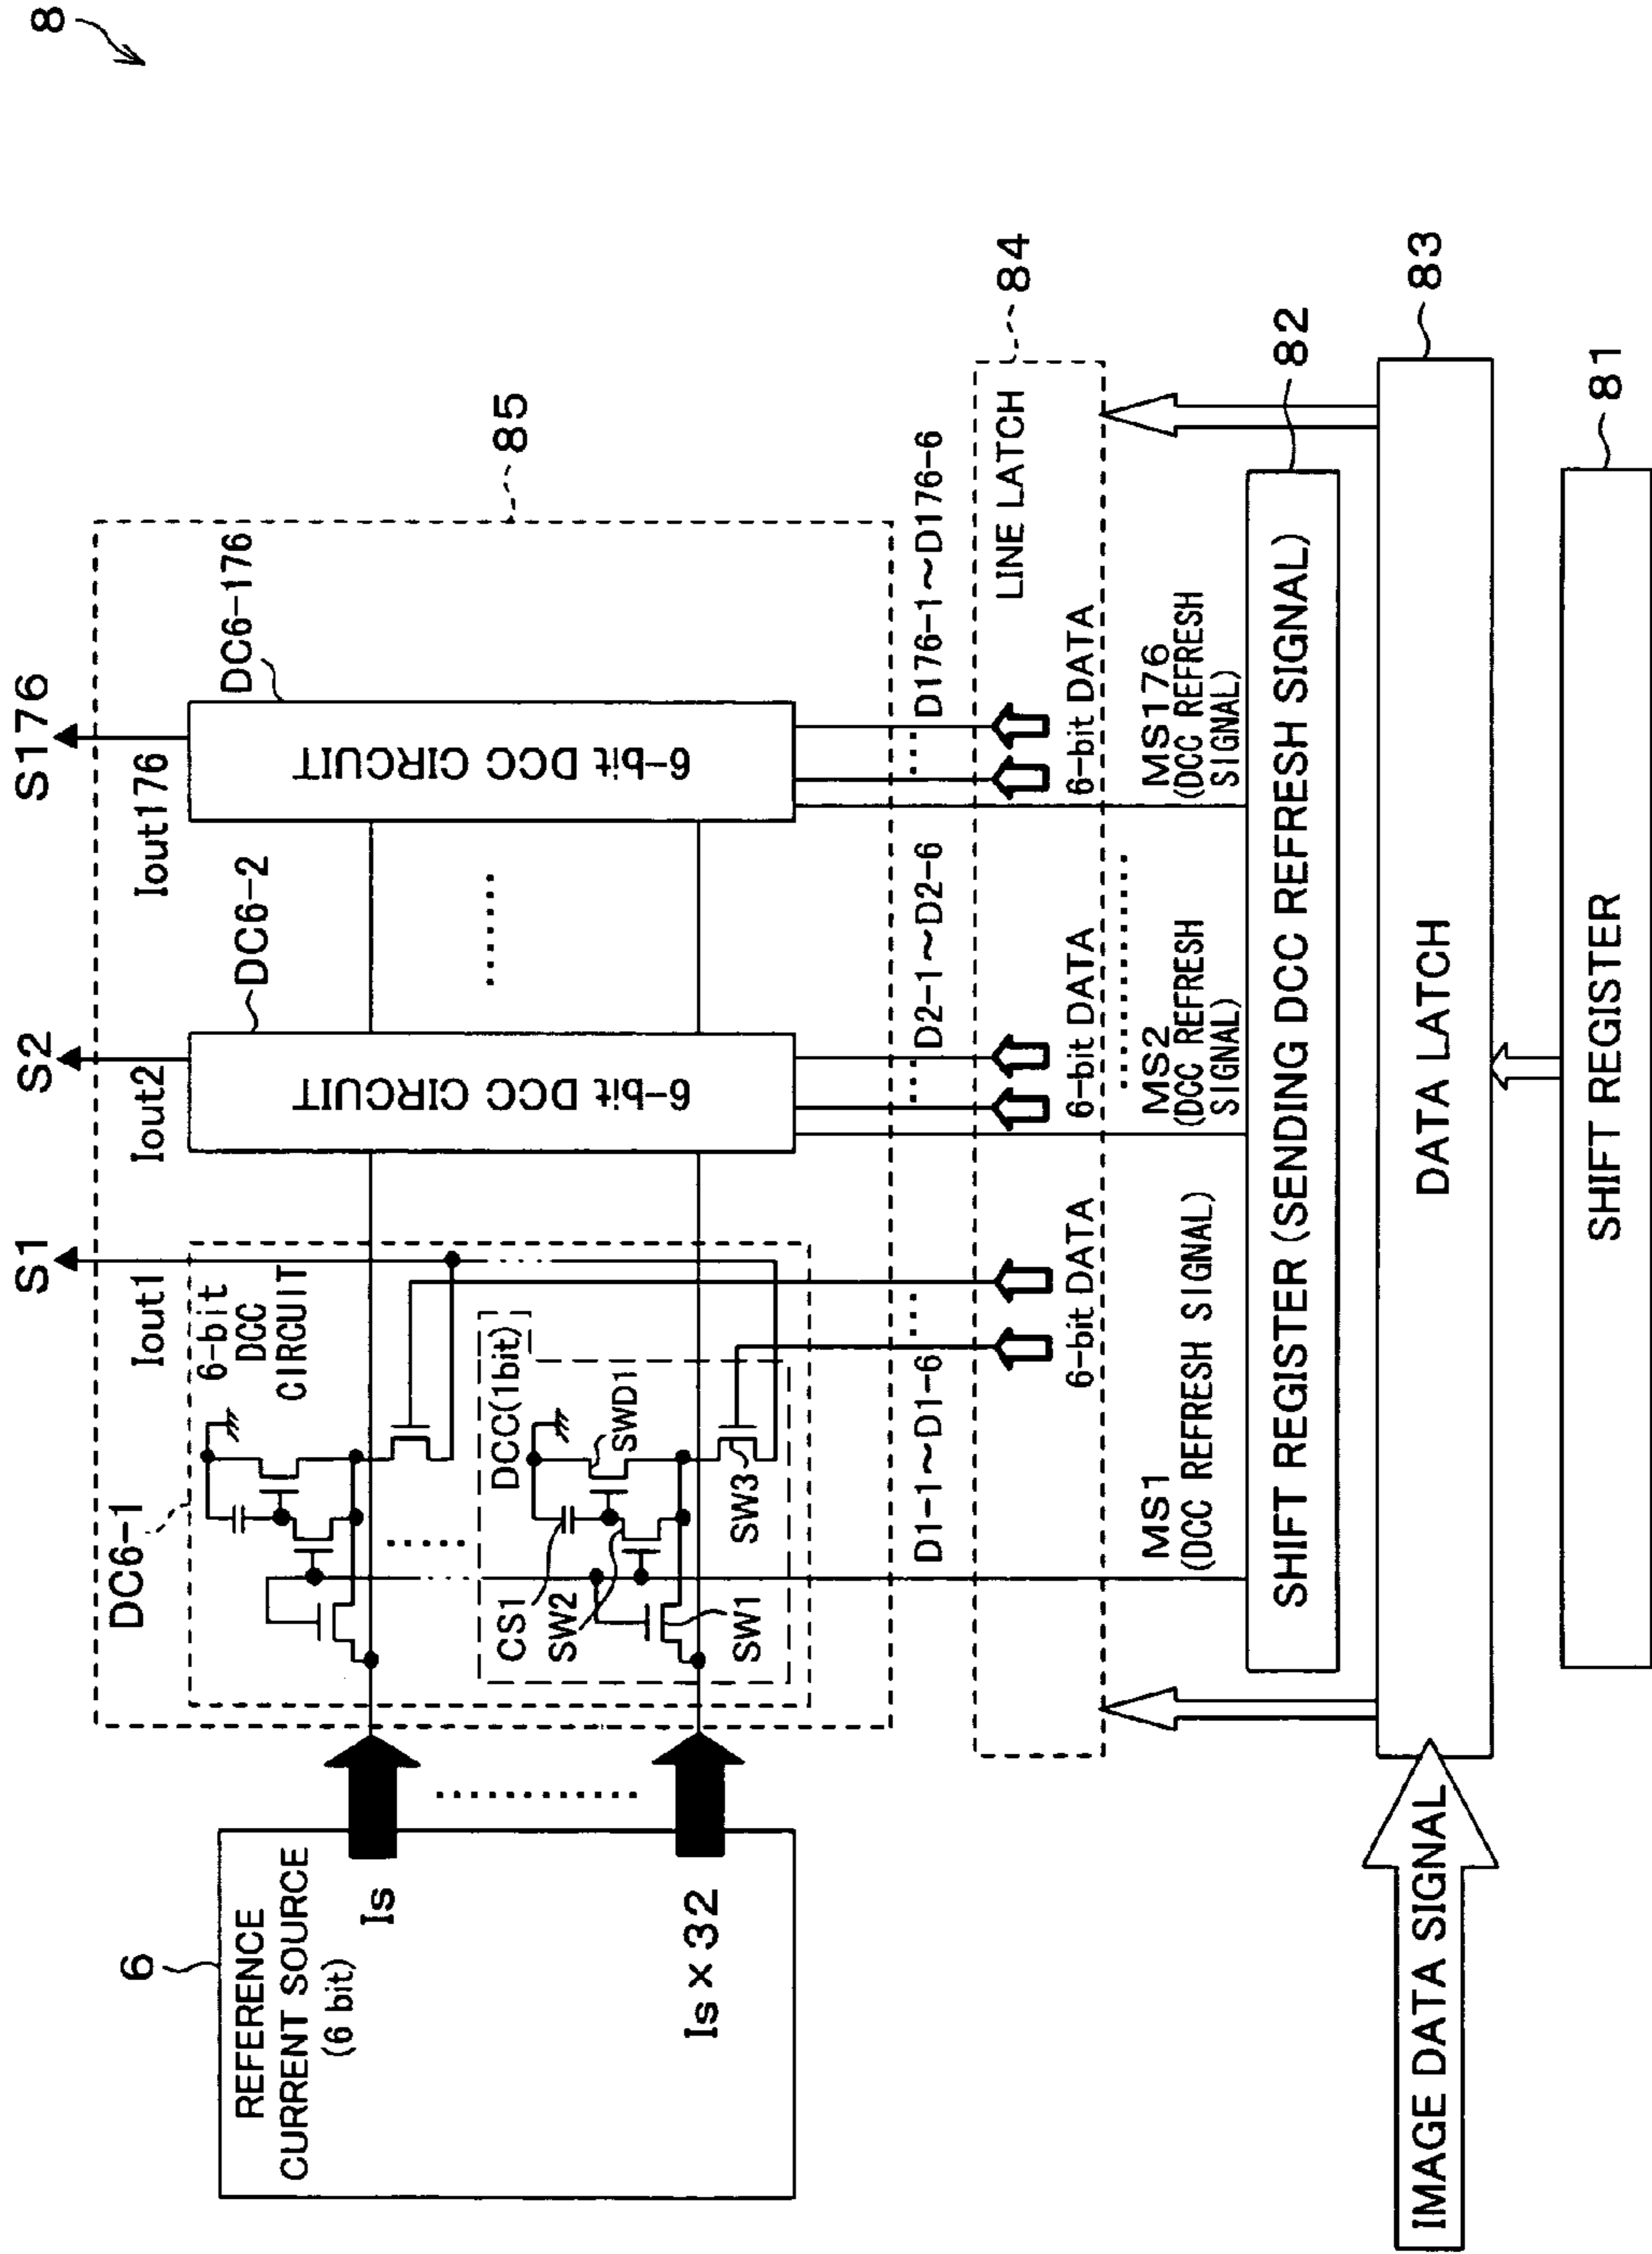 8
S1
S2
S176
Iout1
Iout2
Iout176
DC6-1
DC6-2
DC6-176
85
6
REFERENCE
CURRENT SOURCE
(6 bit)
Is
Is × 32
6-bit
DCC
CIRCUIT
DCC(1bit)
CS1
SW2
SWD1
SW1
SW3
6-bit DCC CIRCUIT
6-bit DCC CIRCUIT
D1-1～D1-6
D2-1～D2-6
D176-1～D176-6
84
LINE LATCH
6-bit DATA
6-bit DATA
6-bit DATA
MS1
(DCC REFRESH SIGNAL)
MS2
(DCC REFRESH
SIGNAL)
MS176
(DCC REFRESH
SIGNAL)
82
SHIFT REGISTER (SENDING DCC REFRESH SIGNAL)
83
IMAGE DATA SIGNAL
DATA LATCH
81
SHIFT REGISTER